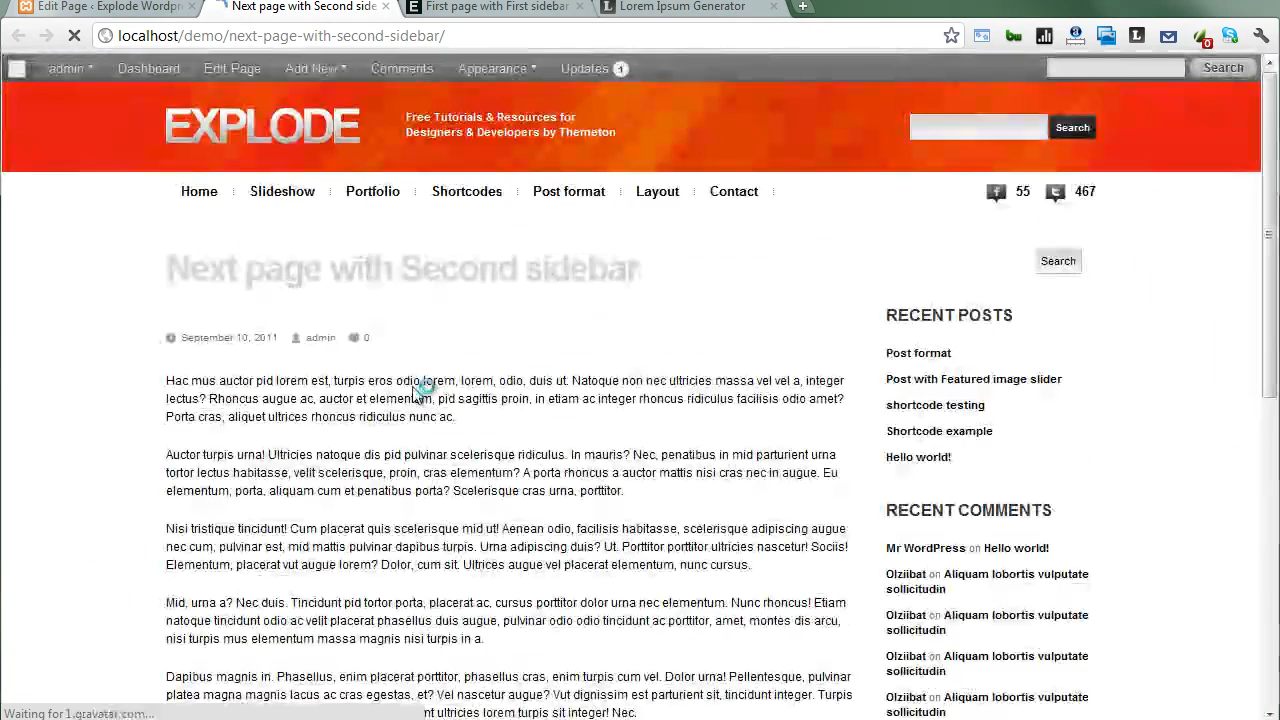 Edit Page ‹ Explode Wordpr
Next page with Second side
First page with First sidebar
Lorem Ipsum Generator
localhost/demo/next-page-with-second-sidebar/
admin
Dashboard
Edit Page
Add New
Comments
Appearance
Updates 1
Search
EXPLODE
Free Tutorials & Resources for
Designers & Developers by Themeton
Search
Home
Slideshow
Portfolio
Shortcodes
Post format
Layout
Contact
55
467
Next page with Second sidebar
September 10, 2011
admin
0
Hac mus auctor pid lorem est, turpis eros odio lorem, lorem, odio, duis ut. Natoque non nec ultricies massa vel vel a, integer
lectus? Rhoncus augue ac, auctor et elementum, pid sagittis proin, in etiam ac integer rhoncus ridiculus facilisis odio amet?
Porta cras, aliquet ultrices rhoncus ridiculus nunc ac.
Auctor turpis urna! Ultricies natoque dis pid pulvinar scelerisque ridiculus. In mauris? Nec, penatibus in mid parturient urna
tortor lectus habitasse, velit scelerisque, proin, cras elementum? A porta rhoncus a auctor mattis nisi cras nec in augue. Eu
elementum, porta, aliquam cum et penatibus porta? Scelerisque cras urna, porttitor.
Nisi tristique tincidunt! Cum placerat quis scelerisque mid ut! Aenean odio, facilisis habitasse, scelerisque adipiscing augue
nec cum, pulvinar est, mid mattis pulvinar dapibus turpis. Urna adipiscing duis? Ut. Porttitor porttitor ultricies nascetur! Sociis!
Elementum, placerat vut augue lorem? Dolor, cum sit. Ultrices augue vel placerat elementum, nunc cursus.
Mid, urna a? Nec duis. Tincidunt pid tortor porta, placerat ac, cursus porttitor dolor urna nec elementum. Nunc rhoncus! Etiam
natoque tincidunt odio ac velit placerat phasellus duis augue, pulvinar odio odio tincidunt ac porttitor, amet, montes dis arcu,
nisi turpis mus elementum massa magnis nisi turpis in a.
Dapibus magnis in. Phasellus, enim placerat porttitor, phasellus cras, enim turpis cum vel. Dolor urna! Pellentesque, pulvinar
platea magna magnis lacus ac cras egestas, et? Vel nascetur augue? Vut dignissim est parturient sit, tincidunt integer. Turpis
nt ultricies lorem turpis sit integer! Nec.
Search
RECENT POSTS
Post format
Post with Featured image slider
shortcode testing
Shortcode example
Hello world!
RECENT COMMENTS
Mr WordPress on Hello world!
Olziibat on Aliquam lobortis vulputate
sollicitudin
Olziibat on Aliquam lobortis vulputate
sollicitudin
Olziibat on Aliquam lobortis vulputate
sollicitudin
Olziibat on Aliquam lobortis vulputate
sollicitudin
Waiting for 1.gravatar.com...